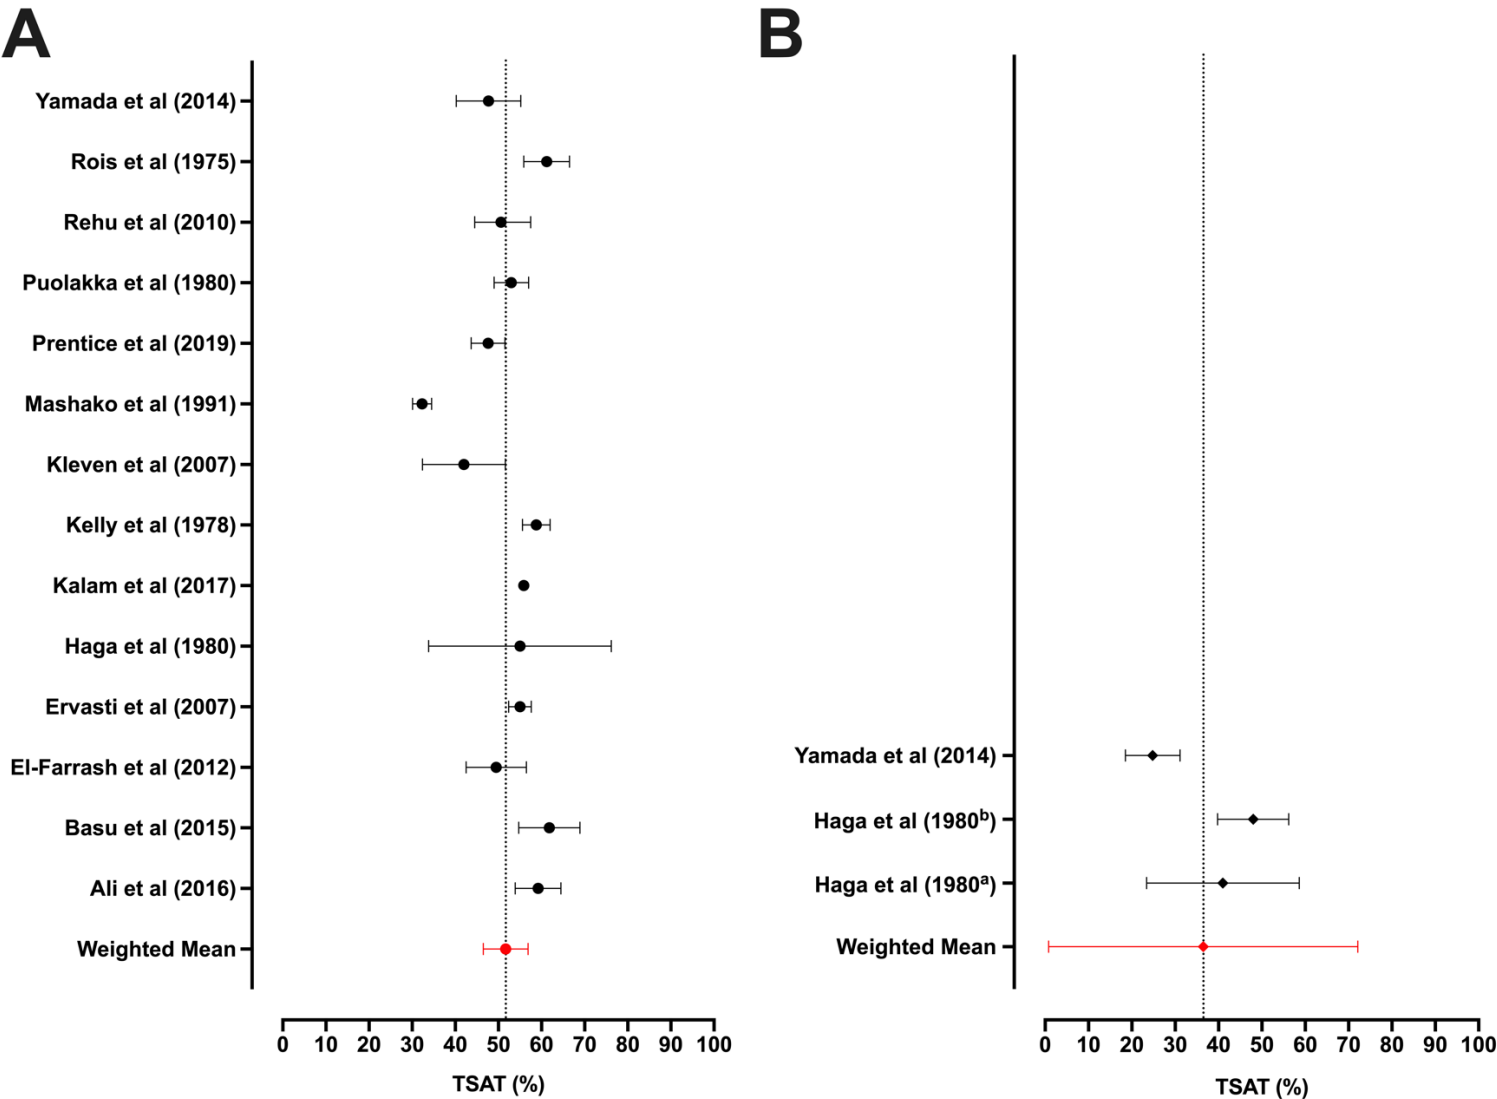 A
Yamada et al (2014)
Rois et al (1975)
Rehu et al (2010)
Puolakka et al (1980)
Prentice et al (2019)
Mashako et al (1991)
Kleven et al (2007)
Kelly et al (1978)
Kalam et al (2017)
Haga et al (1980)
Ervasti et al (2007)
El-Farrash et al (2012)
Basu et al (2015)
Ali et al (2016)
Weighted Mean
0 10 20 30 40 50 60 70 80 90 100
TSAT (%)
B
Yamada et al (2014)
Haga et al (1980ᵇ)
Haga et al (1980ᵃ)
Weighted Mean
0 10 20 30 40 50 60 70 80 90 100
TSAT (%)